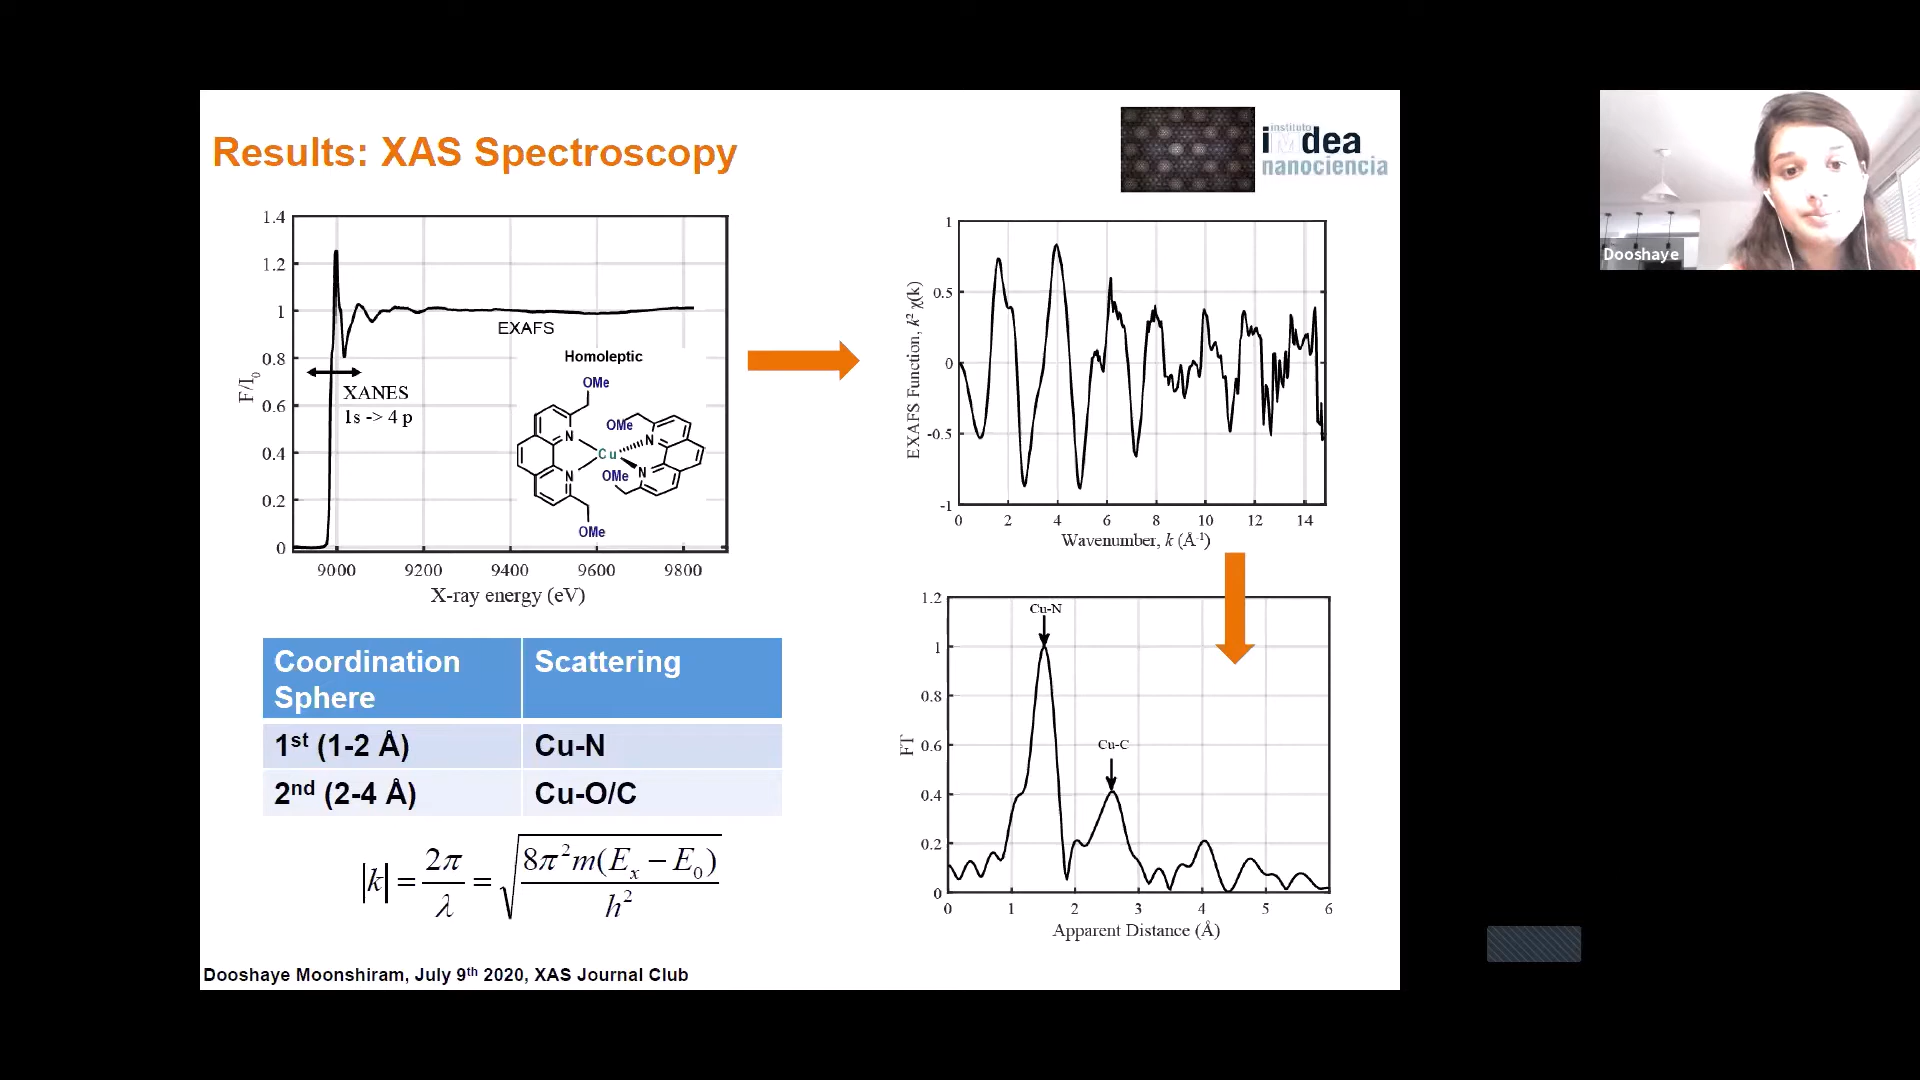 Results: XAS Spectroscopy
instituto
iMdea
nanociencia
1.4
1.2
1
0.8
0.6
0.4
0.2
0
F/I₀
EXAFS
XANES
1s -> 4 p
Homoleptic
OMe
OMe
N
N
Cu
N
OMe
N
OMe
9000 9200 9400 9600 9800
X-ray energy (eV)
1
0.5
0
-0.5
-1
EXAFS Function, k² χ(k)
0 2 4 6 8 10 12 14
Wavenumber, k (Å⁻¹)
Dooshaye
Coordination Sphere Scattering
1ˢᵗ (1-2 Å) Cu-N
2ⁿᵈ (2-4 Å) Cu-O/C
|k| = 2π/λ = √(8π²m(Eₓ − E₀)/h²)
1.2
1
0.8
0.6
0.4
0.2
0
FT
Cu-N
Cu-C
0 1 2 3 4 5 6
Apparent Distance (Å)
Dooshaye Moonshiram, July 9ᵗʰ 2020, XAS Journal Club